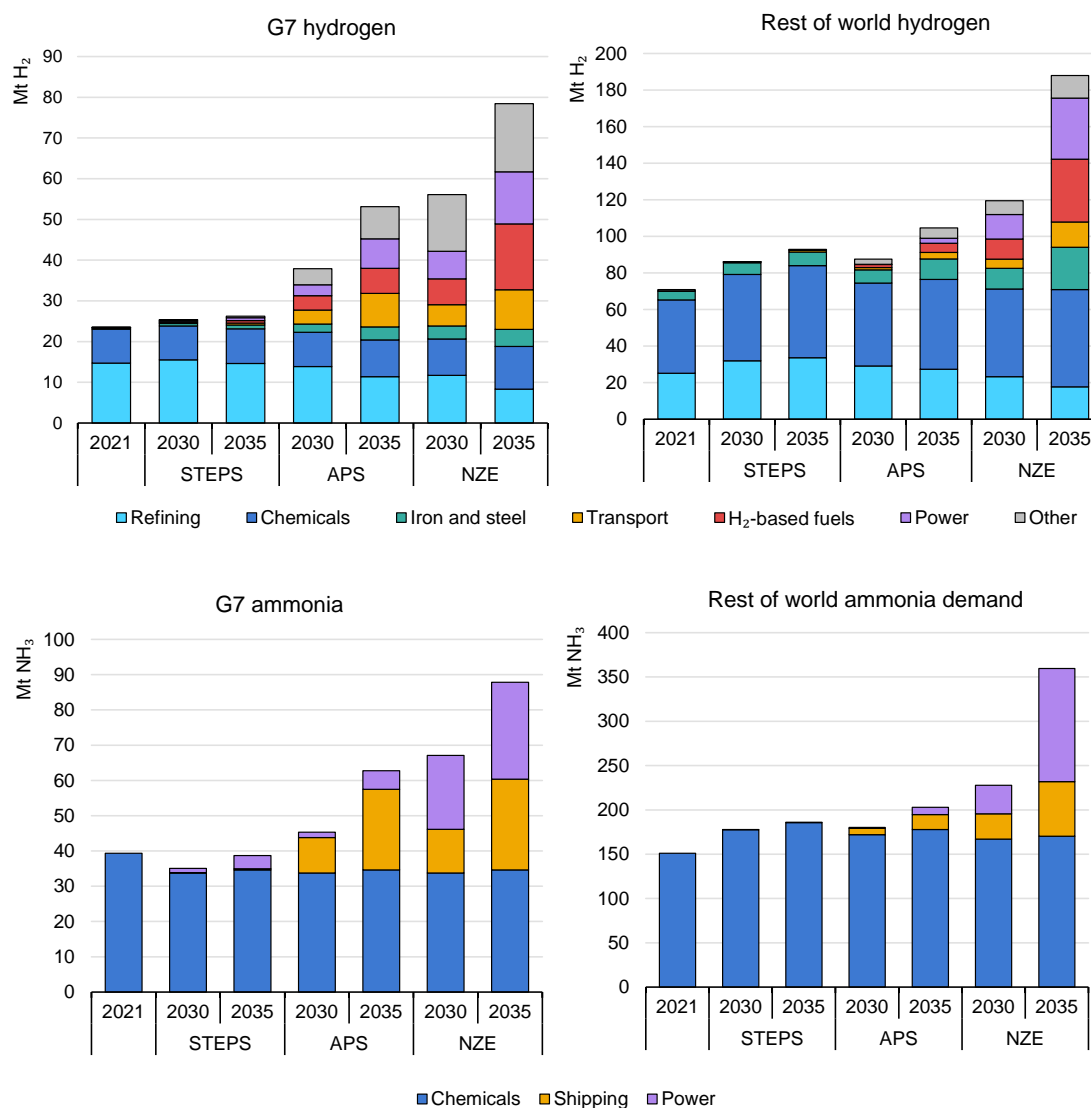 G7 hydrogen
Mt H₂
90
80
70
60
50
40
30
20
10
0
2021 2030 2035 2030 2035 2030 2035
STEPS APS NZE
Rest of world hydrogen
Mt H₂
200
180
160
140
120
100
80
60
40
20
0
2021 2030 2035 2030 2035 2030 2035
STEPS APS NZE
Refining Chemicals Iron and steel Transport H₂-based fuels Power Other
G7 ammonia
Mt NH₃
100
90
80
70
60
50
40
30
20
10
0
2021 2030 2035 2030 2035 2030 2035
STEPS APS NZE
Rest of world ammonia demand
Mt NH₃
400
350
300
250
200
150
100
50
0
2021 2030 2035 2030 2035 2030 2035
STEPS APS NZE
Chemicals Shipping Power